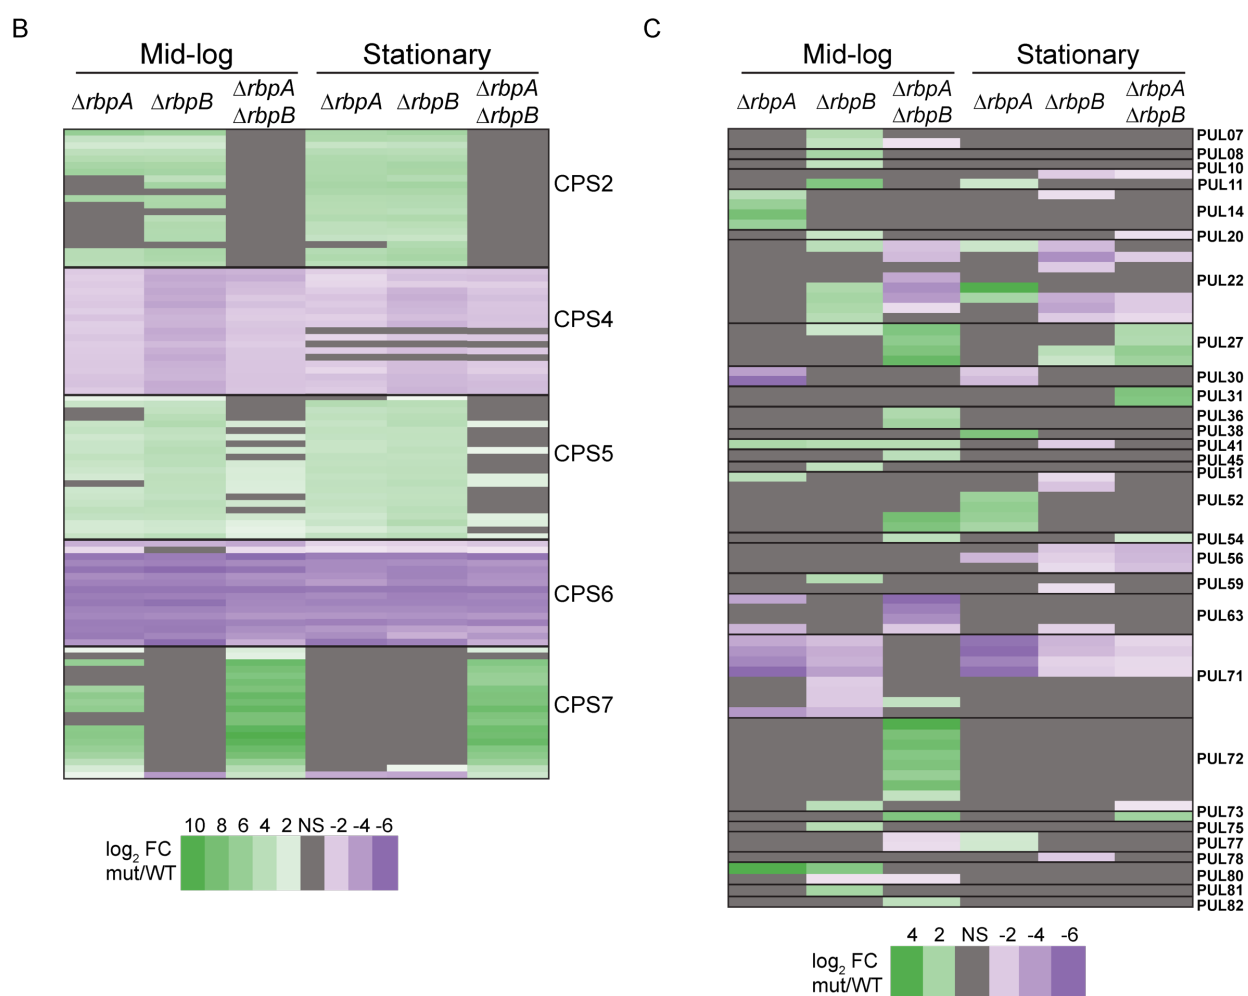 B
Mid-log
Stationary
ΔrbpA
ΔrbpB
ΔrbpA
ΔrbpB
ΔrbpA
ΔrbpB
ΔrbpA
ΔrbpB
CPS2
CPS4
CPS5
CPS6
CPS7
10 8 6 4 2 NS -2 -4 -6
log2 FC
mut/WT
C
Mid-log
Stationary
ΔrbpA
ΔrbpB
ΔrbpA
ΔrbpB
ΔrbpA
ΔrbpB
ΔrbpA
ΔrbpB
PUL07
PUL08
PUL10
PUL11
PUL14
PUL20
PUL22
PUL27
PUL30
PUL31
PUL36
PUL38
PUL41
PUL45
PUL51
PUL52
PUL54
PUL56
PUL59
PUL63
PUL71
PUL72
PUL73
PUL75
PUL77
PUL78
PUL80
PUL81
PUL82
4 2 NS -2 -4 -6
log2 FC
mut/WT